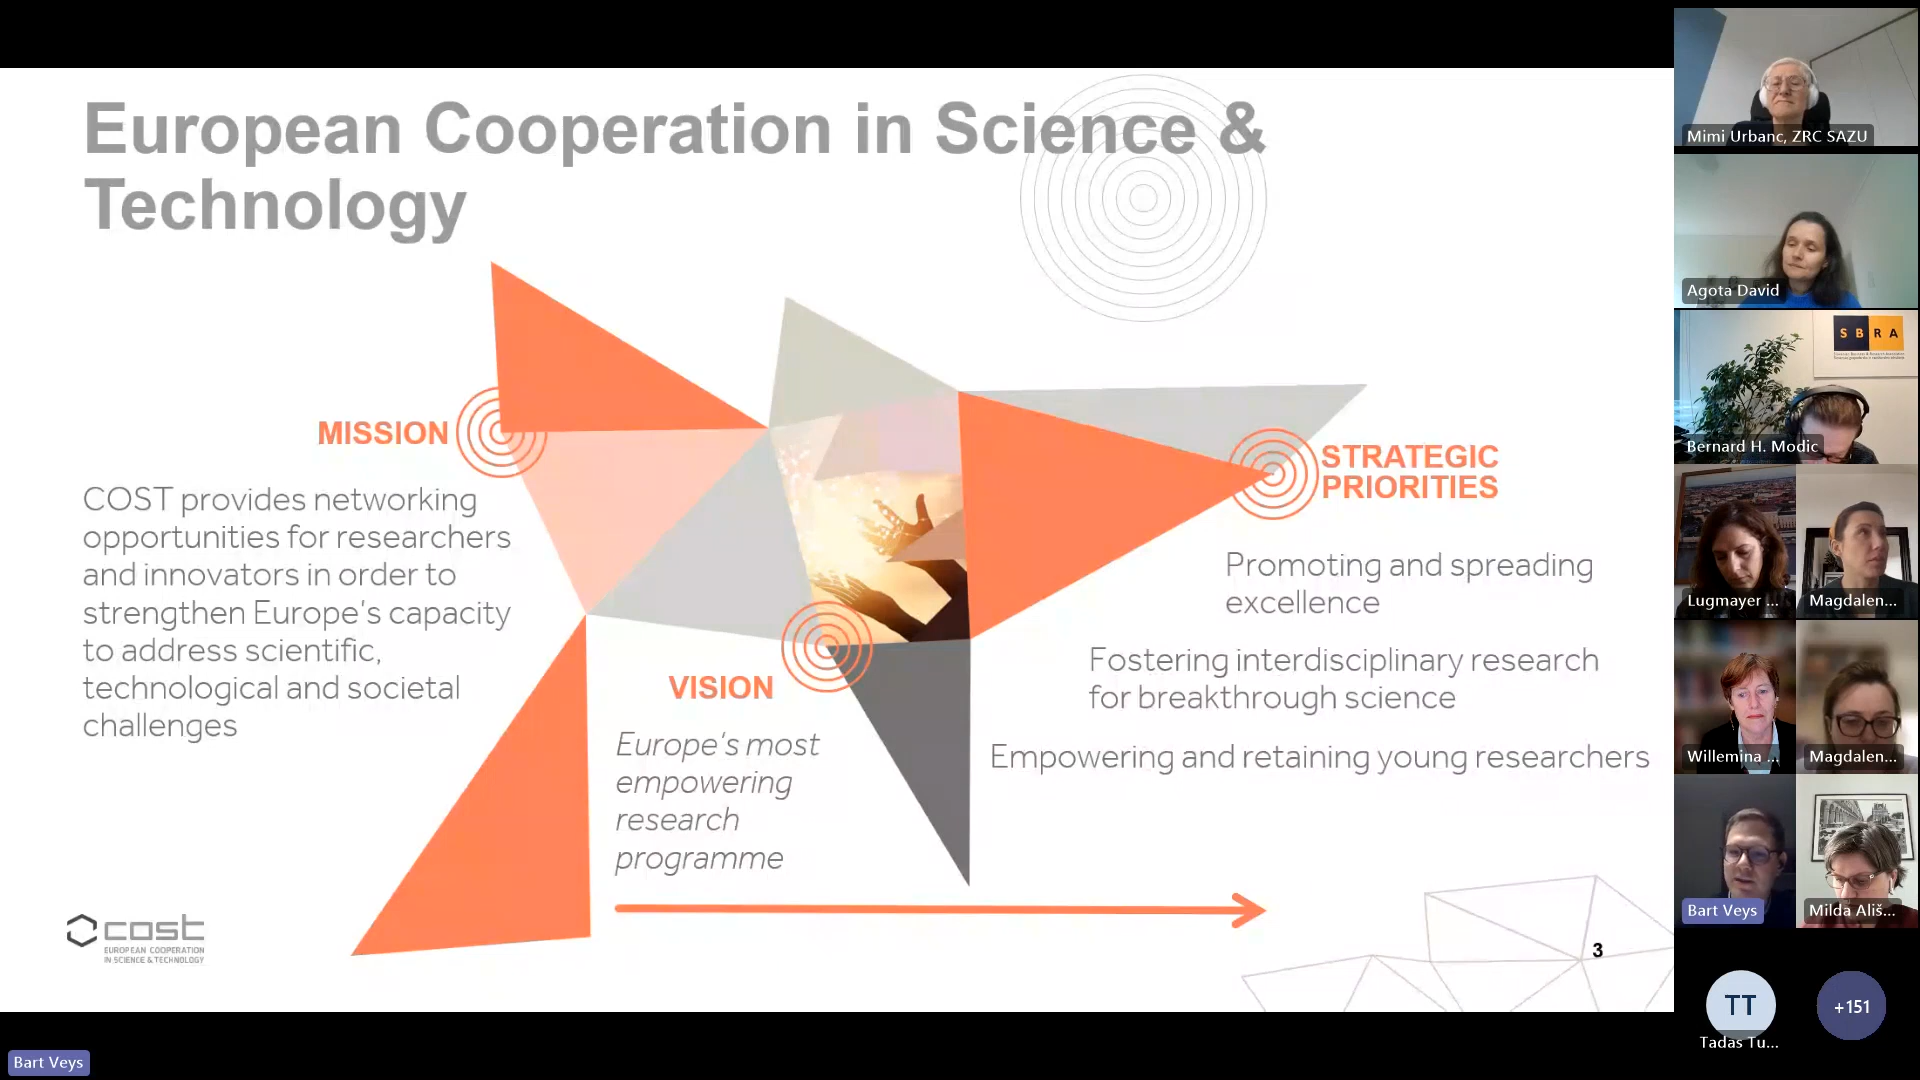 European Cooperation in Science &
Technology
MISSION
COST provides networking
opportunities for researchers
and innovators in order to
strengthen Europe's capacity
to address scientific,
technological and societal
challenges
VISION
Europe's most
empowering
research
programme
STRATEGIC
PRIORITIES
Promoting and spreading
excellence
Fostering interdisciplinary research
for breakthrough science
Empowering and retaining young researchers
cost
EUROPEAN COOPERATION
IN SCIENCE & TECHNOLOGY
3
Mimi Urbanc, ZRC SAZU
Agota David
S B R A
Bernard H. Modic
Lugmayer ...
Magdalen...
Willemina ...
Magdalen...
Bart Veys
Milda Ališ...
TT
+151
Tadas Tu...
Bart Veys